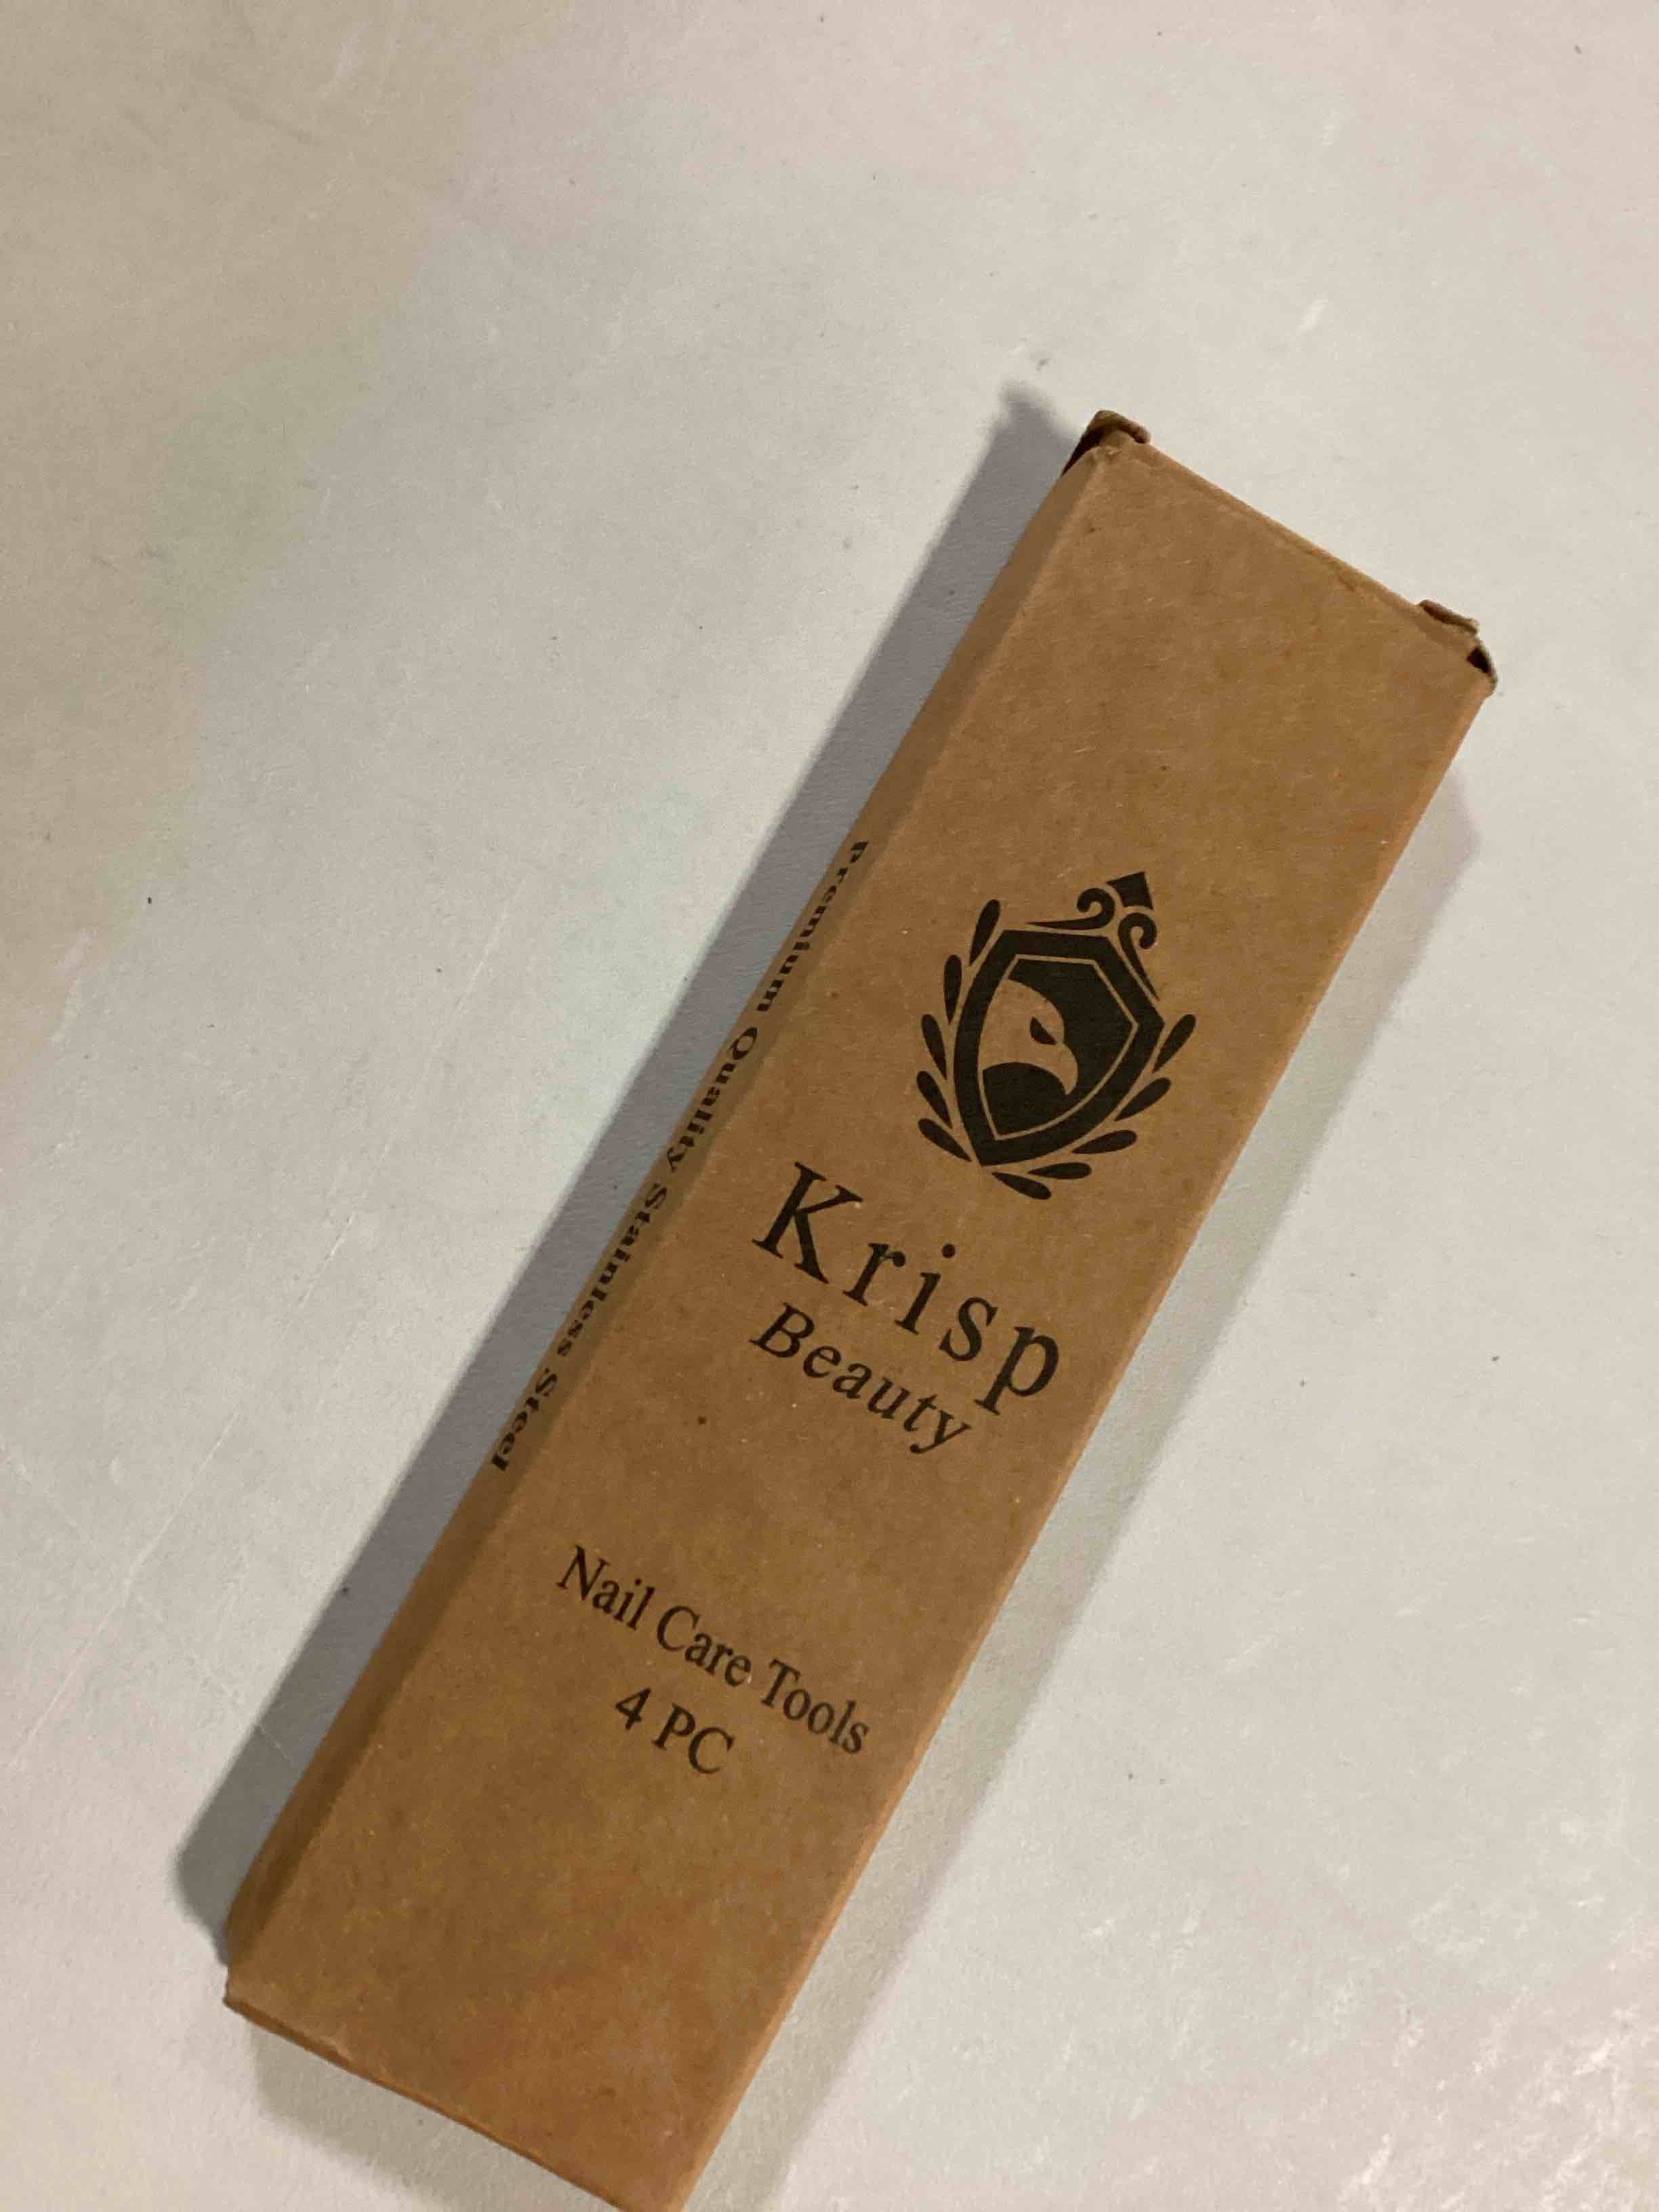 Krisp
Beauty
Nail Care Tools
4 PC
Premium Quality Stainless Steel